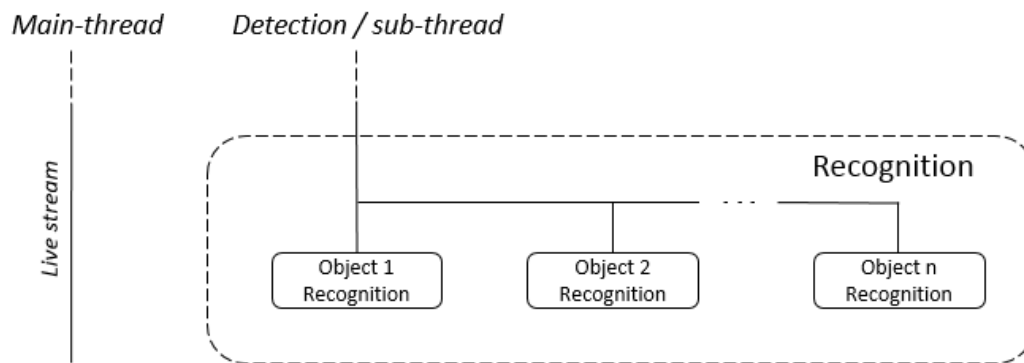 Main-thread
Detection / sub-thread
Live stream
Recognition
...
Object 1
Recognition
Object 2
Recognition
Object n
Recognition